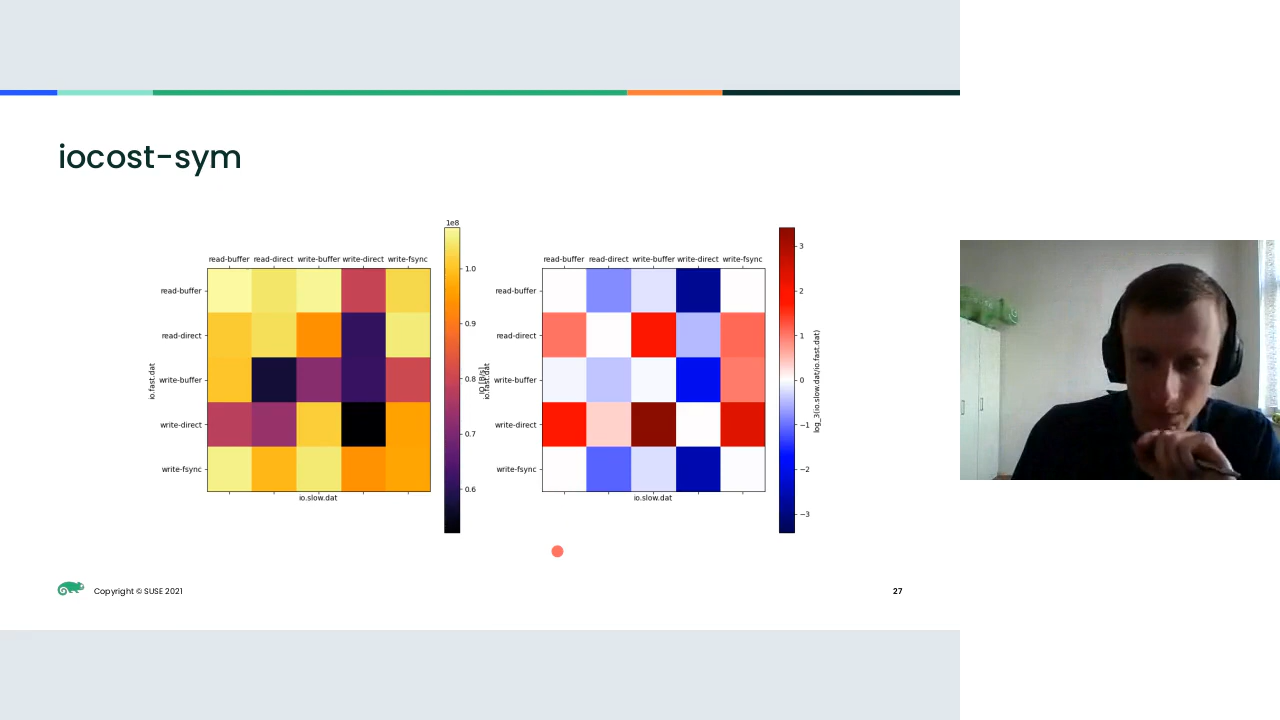 iocost-sym
1e8
read-buffer read-direct write-buffer write-direct write-fsync
read-buffer
read-direct
write-buffer
write-direct
write-fsync
io.fast.dat
io.slow.dat
1.0
0.9
0.8
0.7
0.6
read-buffer read-direct write-buffer write-direct write-fsync
read-buffer
read-direct
write-buffer
write-direct
write-fsync
io.fast.dat
io.slow.dat
3
2
1
0
−1
−2
−3
log_3(io.slow.dat/io.fast.dat)
Copyright © SUSE 2021
27